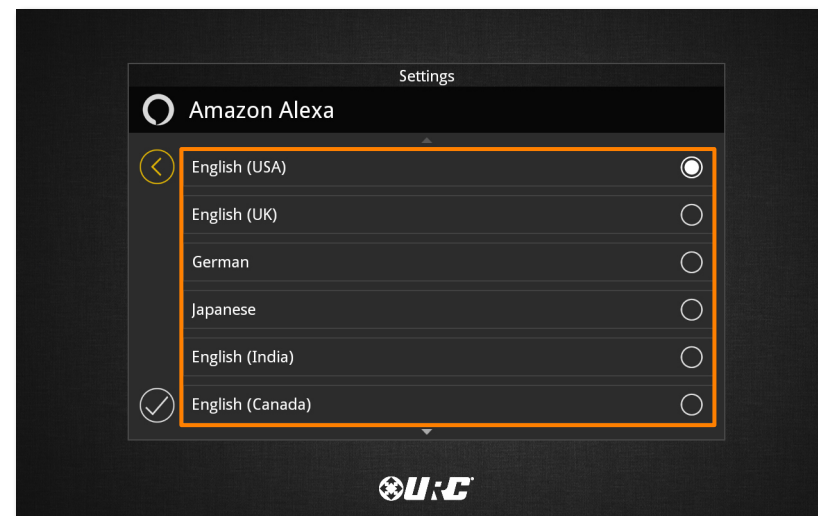 Settings
Amazon Alexa
English (USA)
English (UK)
German
Japanese
English (India)
English (Canada)
URC